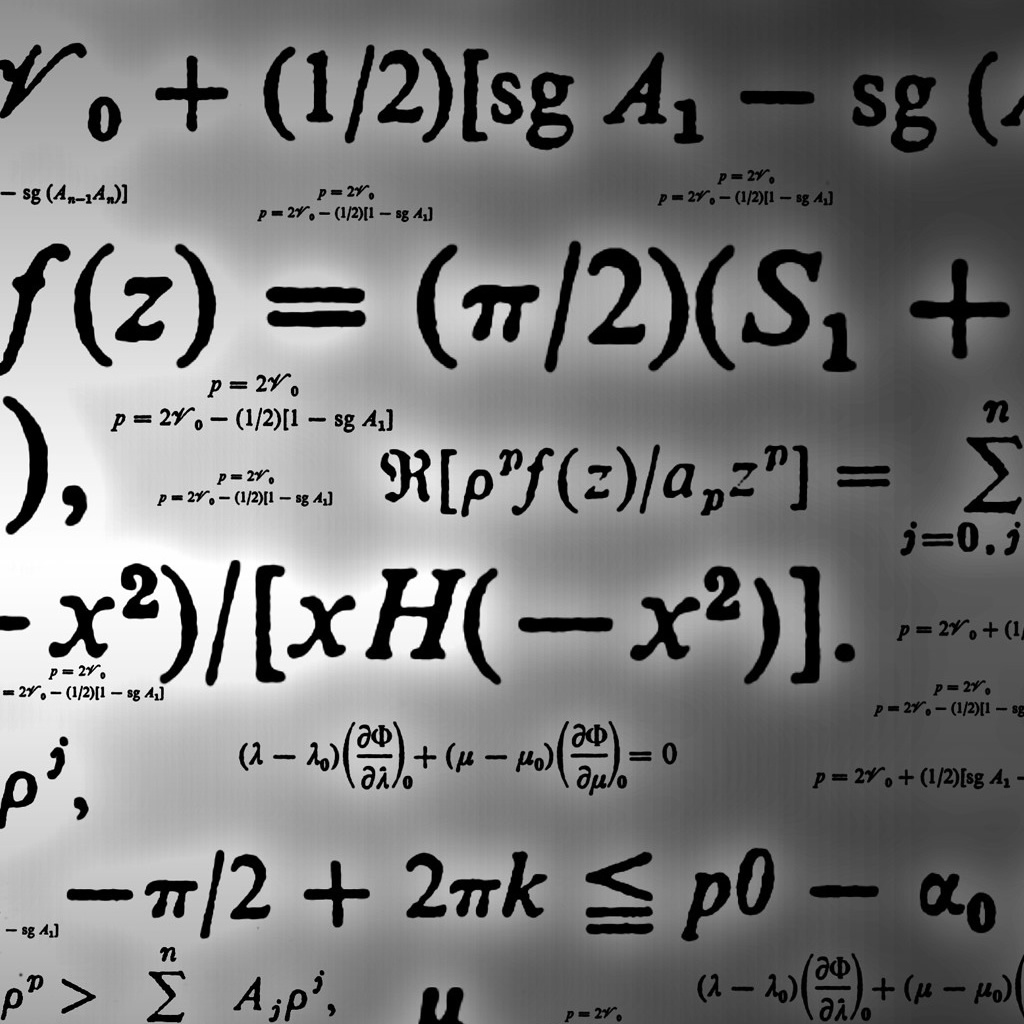 𝒱₀ + (1/2)[sg A₁ − sg (
− sg (Aₙ₋₁Aₙ)]
p = 2𝒱₀
p = 2𝒱₀ − (1/2)[1 − sg A₁]
p = 2𝒱₀
p = 2𝒱₀ − (1/2)[1 − sg A₁]
f(z) = (π/2)(S₁ +
p = 2𝒱₀
p = 2𝒱₀ − (1/2)[1 − sg A₁]
),
p = 2𝒱₀
p = 2𝒱₀ − (1/2)[1 − sg A₁]
ℜ[ρᵖf(z)/aₚzᵖ] = ∑ⁿ j=0, j
− x²)/[xH(−x²)].
p = 2𝒱₀ + (1/
p = 2𝒱₀
= 2𝒱₀ − (1/2)[1 − sg A₁]
p = 2𝒱₀
p = 2𝒱₀ − (1/2)[1 − sg
(λ − λ₀)(∂Φ/∂λ)₀ + (μ − μ₀)(∂Φ/∂μ)₀ = 0
ρʲ,
p = 2𝒱₀ + (1/2)[sg A₁ −
−π/2 + 2πk ≦ p0 − α₀
− sg A₁]
ρᵖ > ∑ⁿ Aⱼρʲ,
μ
(λ − λ₀)(∂Φ/∂λ)₀ + (μ − μ₀)(
p = 2𝒱₀